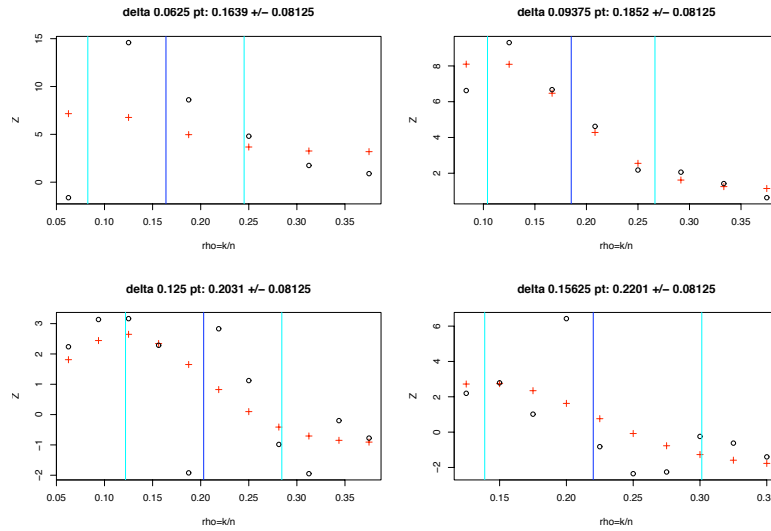 delta 0.0625 pt: 0.1639 +/− 0.08125
Z
15
10
5
0
0.05 0.10 0.15 0.20 0.25 0.30 0.35
rho=k/n
delta 0.09375 pt: 0.1852 +/− 0.08125
Z
8
6
4
2
0.10 0.15 0.20 0.25 0.30 0.35
rho=k/n
delta 0.125 pt: 0.2031 +/− 0.08125
Z
3
2
1
0
−1
−2
0.05 0.10 0.15 0.20 0.25 0.30 0.35
rho=k/n
delta 0.15625 pt: 0.2201 +/− 0.08125
Z
6
4
2
0
−2
0.15 0.20 0.25 0.30 0.35
rho=k/n